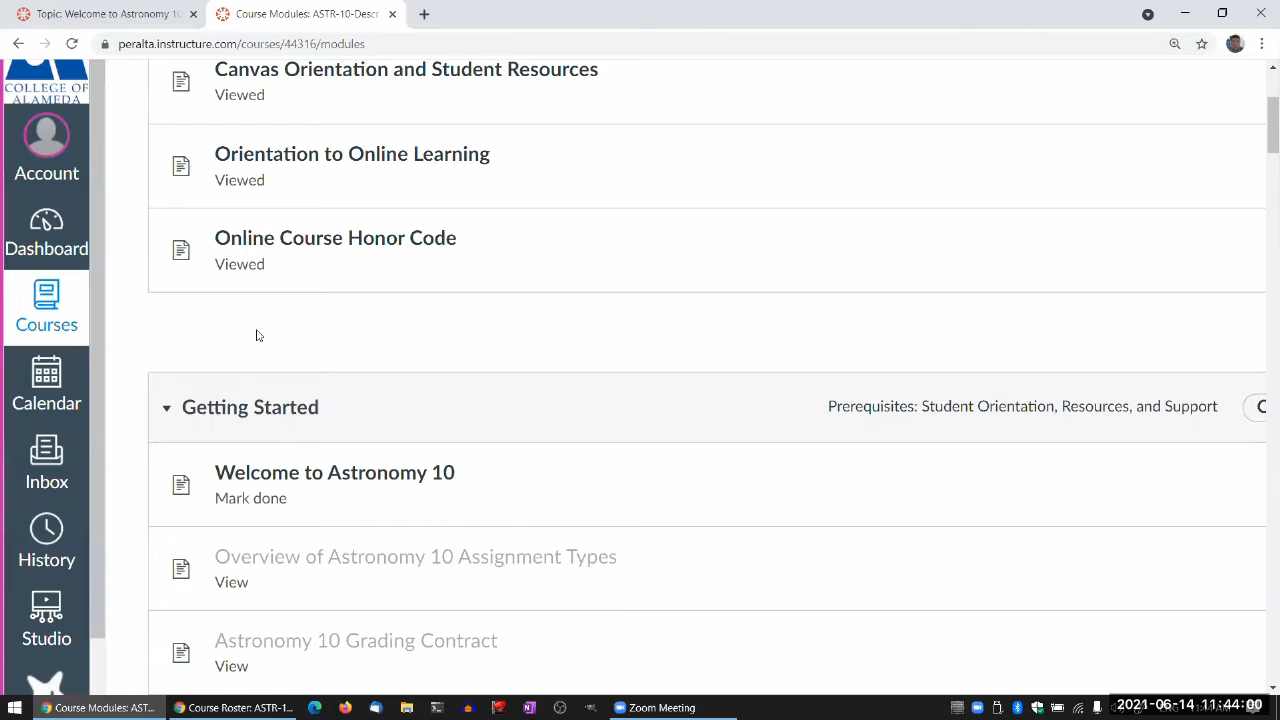 Topic: Welcome to Astronomy 10
Course Modules: ASTR-10-Descr
peralta.instructure.com/courses/44316/modules
COLLEGE OF
ALAMEDA
Account
Dashboard
Courses
Calendar
Inbox
History
Studio
Canvas Orientation and Student Resources
Viewed
Orientation to Online Learning
Viewed
Online Course Honor Code
Viewed
Getting Started
Prerequisites: Student Orientation, Resources, and Support
Welcome to Astronomy 10
Mark done
Overview of Astronomy 10 Assignment Types
View
Astronomy 10 Grading Contract
View
Course Modules: AST...
Course Roster: ASTR-1...
Zoom Meeting
2021-06-14 11:44:00